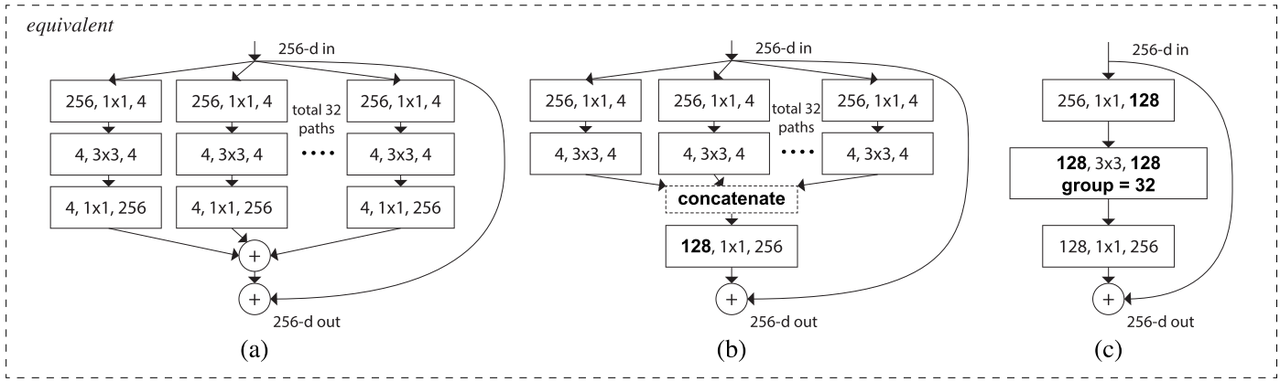 equivalent
256-d in
256, 1x1, 4
256, 1x1, 4
total 32
paths
256, 1x1, 4
4, 3x3, 4
4, 3x3, 4
....
4, 3x3, 4
4, 1x1, 256
4, 1x1, 256
4, 1x1, 256
+
+
256-d out
(a)
256-d in
256, 1x1, 4
256, 1x1, 4
total 32
paths
256, 1x1, 4
4, 3x3, 4
4, 3x3, 4
....
4, 3x3, 4
concatenate
128, 1x1, 256
+
256-d out
(b)
256-d in
256, 1x1, 128
128, 3x3, 128
group = 32
128, 1x1, 256
+
256-d out
(c)